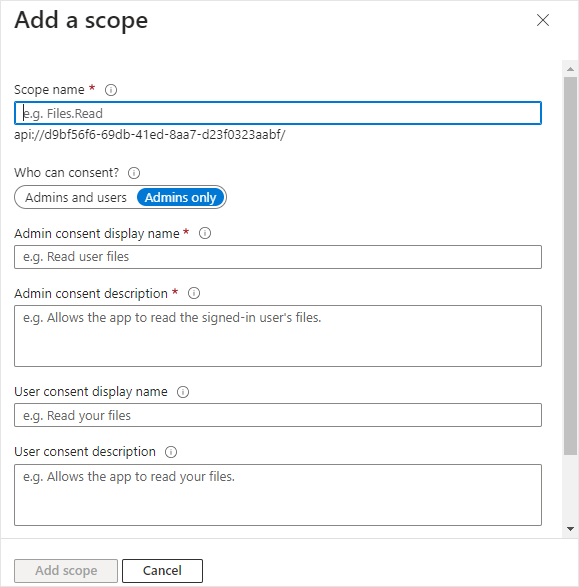 Add a scope
Scope name *
e.g. Files.Read
api://d9bf56f6-69db-41ed-8aa7-d23f0323aabf/
Who can consent?
Admins and users Admins only
Admin consent display name *
e.g. Read user files
Admin consent description *
e.g. Allows the app to read the signed-in user's files.
User consent display name
e.g. Read your files
User consent description
e.g. Allows the app to read your files.
Add scope Cancel